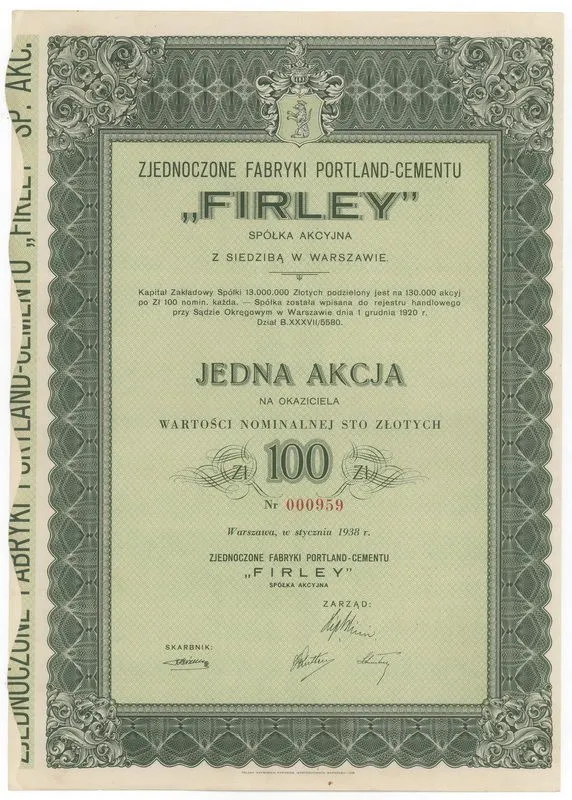 ZJEDNOCZONE FABRYKI PORTLAND-CEMENTU „FIRLEY” SP. AKC.
ZJEDNOCZONE FABRYKI PORTLAND-CEMENTU
„FIRLEY”
SPÓŁKA AKCYJNA
Z SIEDZIBĄ W WARSZAWIE.
Kapitał Zakładowy Spółki 13.000.000 Złotych podzielony jest na 130.000 akcyj
po Zł 100 nomin. każda. — Spółka została wpisana do rejestru handlowego
przy Sądzie Okręgowym w Warszawie dnia 1 grudnia 1920 r.
Dział B.XXXVII/5580.
JEDNA AKCJA
NA OKAZICIELA
WARTOŚCI NOMINALNEJ STO ZŁOTYCH
Zł 100 Zł
Nr 000959
Warszawa, w styczniu 1938 r.
ZJEDNOCZONE FABRYKI PORTLAND-CEMENTU
„FIRLEY”
SPÓŁKA AKCYJNA
ZARZĄD:
SKARBNIK: